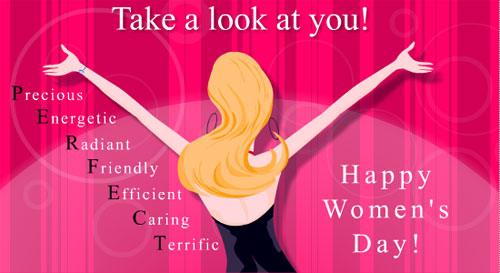 Take a look at you!
Precious
Energetic
Radiant
Friendly
Efficient
Caring
Terrific
Happy
Women's
Day!